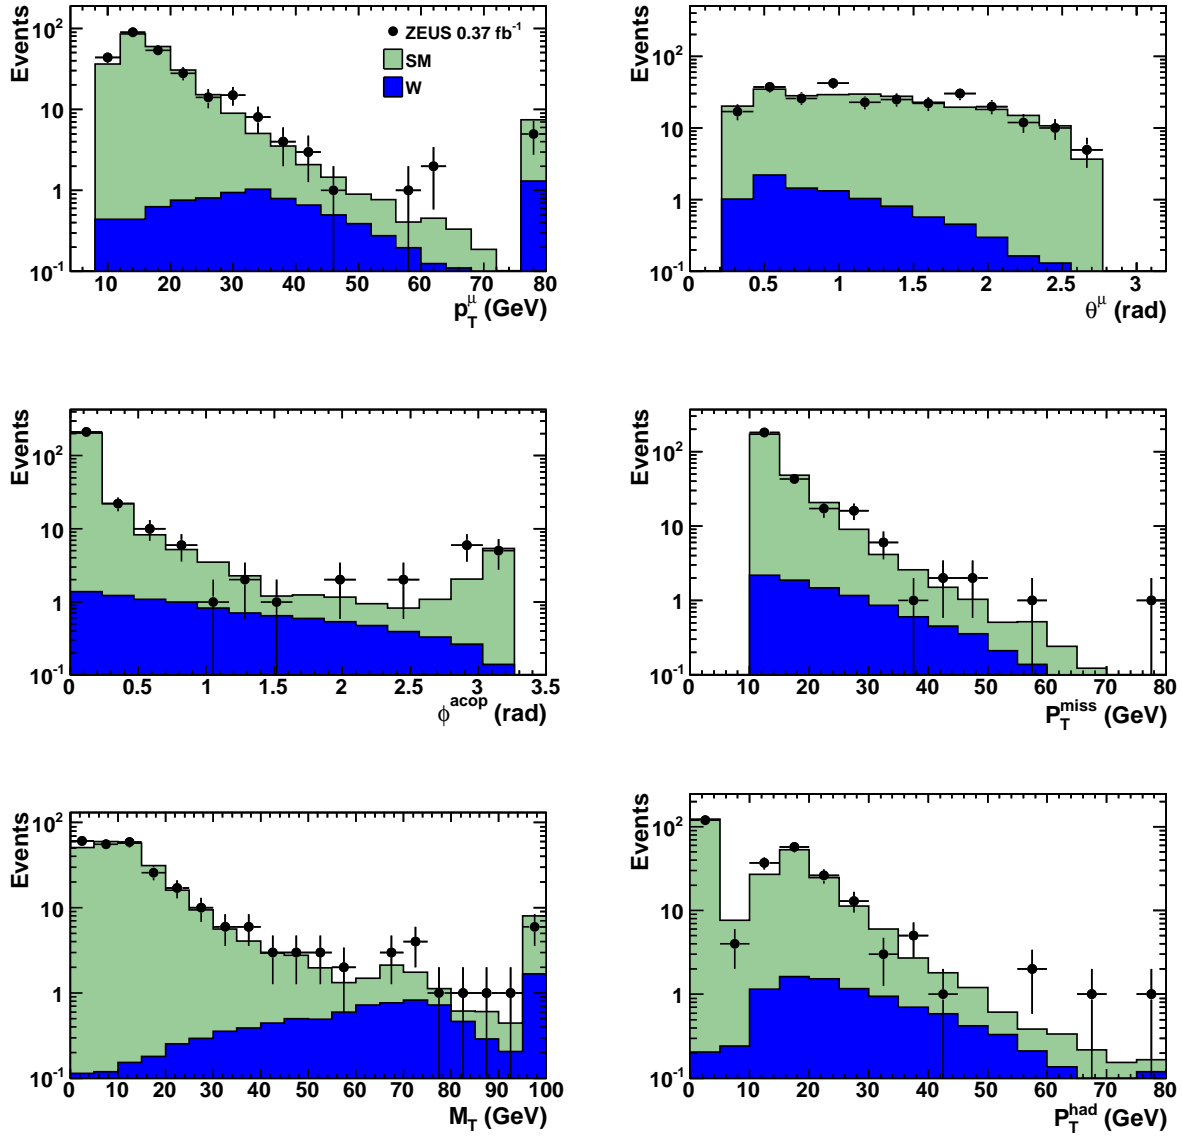 Events
10²
10
1
10⁻¹
ZEUS 0.37 fb⁻¹
SM
W
10 20 30 40 50 60 70 80
p_T^μ (GeV)
Events
10²
10
1
10⁻¹
0.5 1 1.5 2 2.5 3
θ^μ (rad)
Events
10²
10
1
10⁻¹
0 0.5 1 1.5 2 2.5 3 3.5
ϕ^acop (rad)
Events
10²
10
1
10⁻¹
0 10 20 30 40 50 60 70 80
P_T^miss (GeV)
Events
10²
10
1
10⁻¹
0 10 20 30 40 50 60 70 80 90 100
M_T (GeV)
Events
10²
10
1
10⁻¹
0 10 20 30 40 50 60 70 80
P_T^had (GeV)